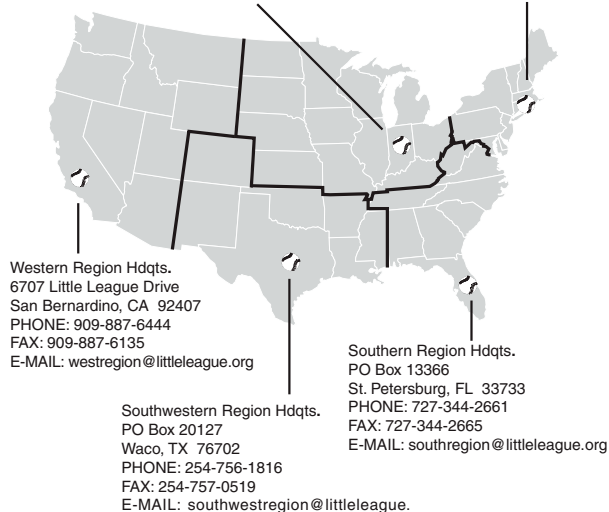 Western Region Hdqts.
6707 Little League Drive
San Bernardino, CA 92407
PHONE: 909-887-6444
FAX: 909-887-6135
E-MAIL: westregion@littleleague.org
Southwestern Region Hdqts.
PO Box 20127
Waco, TX 76702
PHONE: 254-756-1816
FAX: 254-757-0519
E-MAIL: southwestregion@littleleague.
Southern Region Hdqts.
PO Box 13366
St. Petersburg, FL 33733
PHONE: 727-344-2661
FAX: 727-344-2665
E-MAIL: southregion@littleleague.org